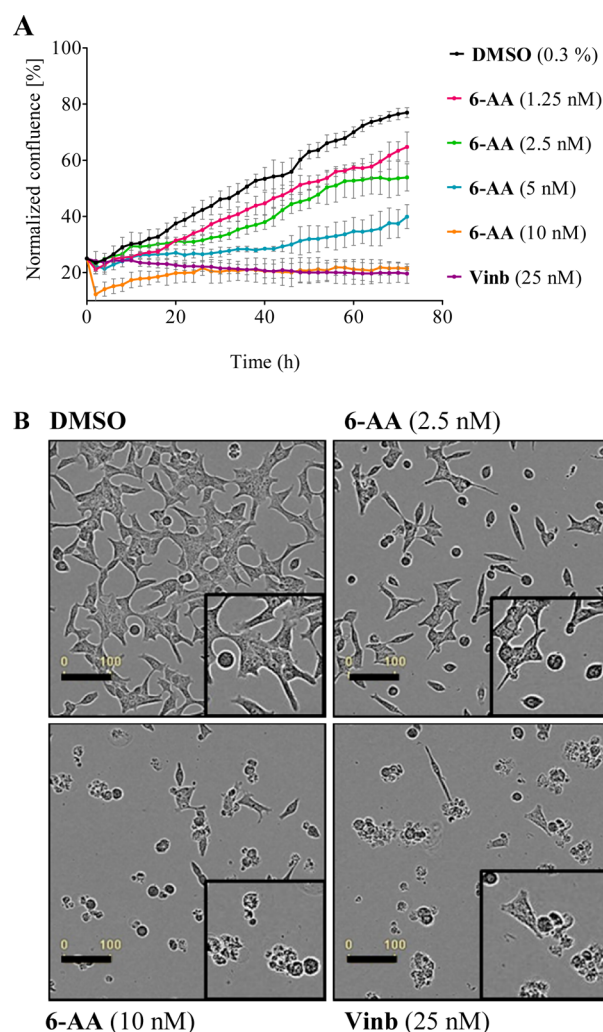 A
Normalized confluence [%]
100
80
60
40
20
0
20
40
60
80
Time (h)
DMSO (0.3 %)
6-AA (1.25 nM)
6-AA (2.5 nM)
6-AA (5 nM)
6-AA (10 nM)
Vinb (25 nM)
B
DMSO
6-AA (2.5 nM)
0 100
0 100
0 100
0 100
6-AA (10 nM)
Vinb (25 nM)